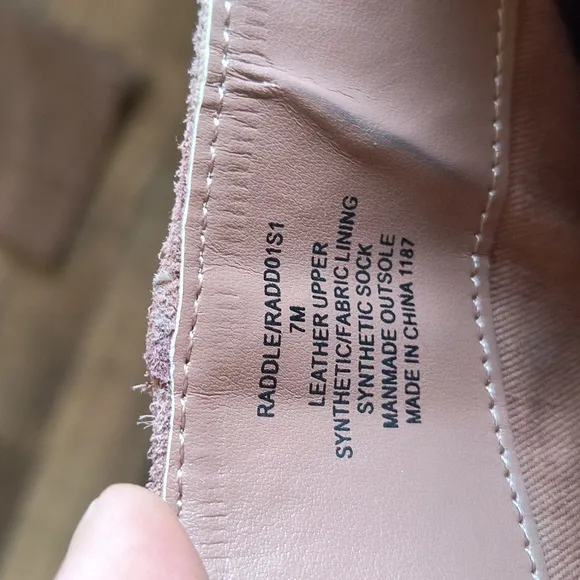 RADDLE/RADD01S1
7M
LEATHER UPPER
SYNTHETIC/FABRIC LINING
SYNTHETIC SOCK
MANMADE OUTSOLE
MADE IN CHINA 1187